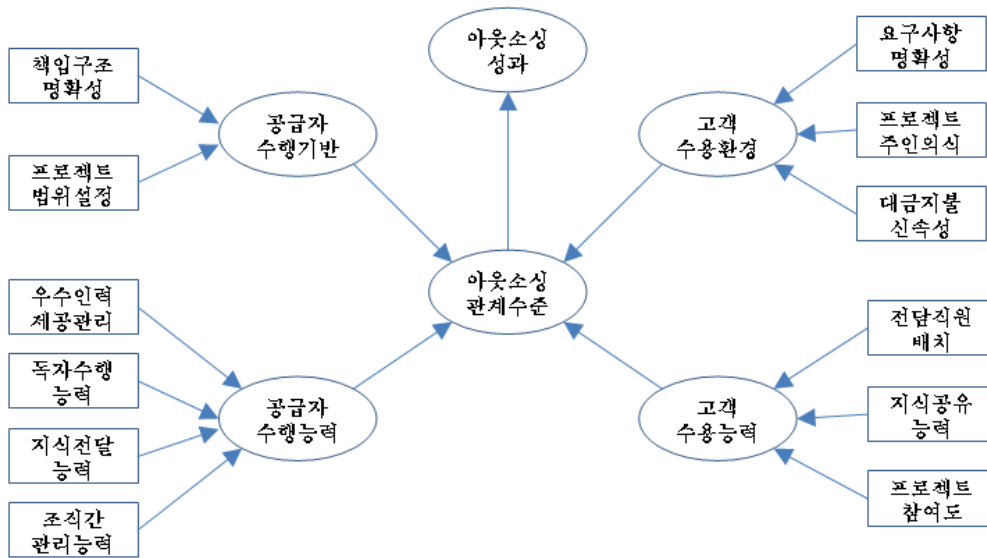 아웃소싱
성과
책입구조
명확성
프로젝트
범위설정
공급자
수행기반
고객
수용환경
요구사항
명확성
프로젝트
주인의식
대금지불
신속성
아웃소싱
관계수준
우수인력
제공관리
독자수행
능력
지식전달
능력
조직간
관리능력
공급자
수행능력
고객
수용능력
전담직원
배치
지식공유
능력
프로젝트
참여도